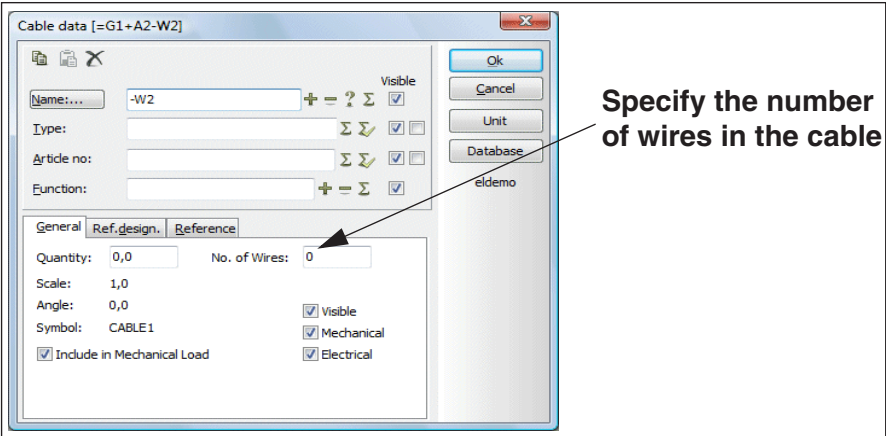 Cable data [=G1+A2-W2]
Visible
Name:... -W2
Type:
Article no:
Function:
Ok
Cancel
Unit
Database
eldemo
Specify the number
of wires in the cable
General Ref.design. Reference
Quantity: 0,0 No. of Wires: 0
Scale: 1,0
Angle: 0,0
Symbol: CABLE1
Include in Mechanical Load
Visible
Mechanical
Electrical